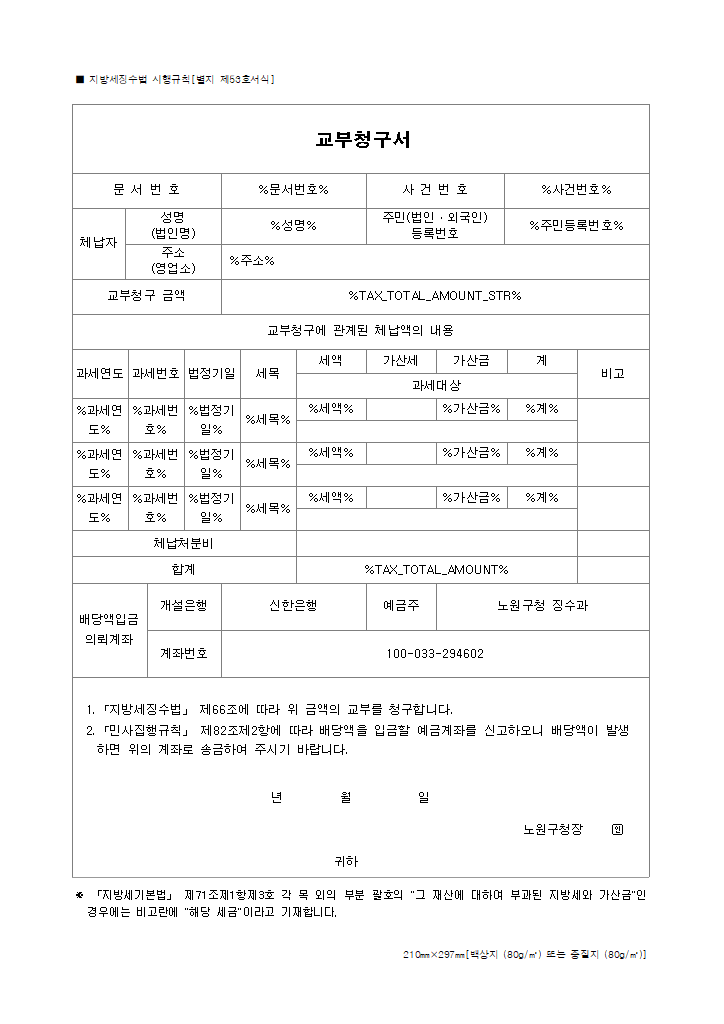 ■ 지방세징수법 시행규칙[별지 제53호서식]
교부청구서
문 서 번 호 %문서번호% 사 건 번 호 %사건번호%
체납자 성명 (법인명) %성명% 주민(법인·외국인) 등록번호 %주민등록번호%
주소 (영업소) %주소%
교부청구 금액 %TAX_TOTAL_AMOUNT_STR%
교부청구에 관계된 체납액의 내용
과세연도 과세번호 법정기일 세목 세액 가산세 가산금 계 비고
과세대상
%과세연도% %과세번호% %법정기일% %세목% %세액% %가산금% %계%
%과세연도% %과세번호% %법정기일% %세목% %세액% %가산금% %계%
%과세연도% %과세번호% %법정기일% %세목% %세액% %가산금% %계%
체납처분비
합계 %TAX_TOTAL_AMOUNT%
배당액입금 의뢰계좌 개설은행 신한은행 예금주 노원구청 징수과
계좌번호 100-033-294602
1. 「지방세징수법」 제66조에 따라 위 금액의 교부를 청구합니다.
2. 「민사집행규칙」 제82조제2항에 따라 배당액을 입금할 예금계좌를 신고하오니 배당액이 발생
하면 위의 계좌로 송금하여 주시기 바랍니다.
년 월 일
노원구청장 인
귀하
※ 「지방세기본법」 제71조제1항제3호 각 목 외의 부분 괄호의 "그 재산에 대하여 부과된 지방세와 가산금"인
경우에는 비고란에 "해당 세금"이라고 기재합니다.
210㎜×297㎜[백상지 (80g/㎡) 또는 중질지 (80g/㎡)]